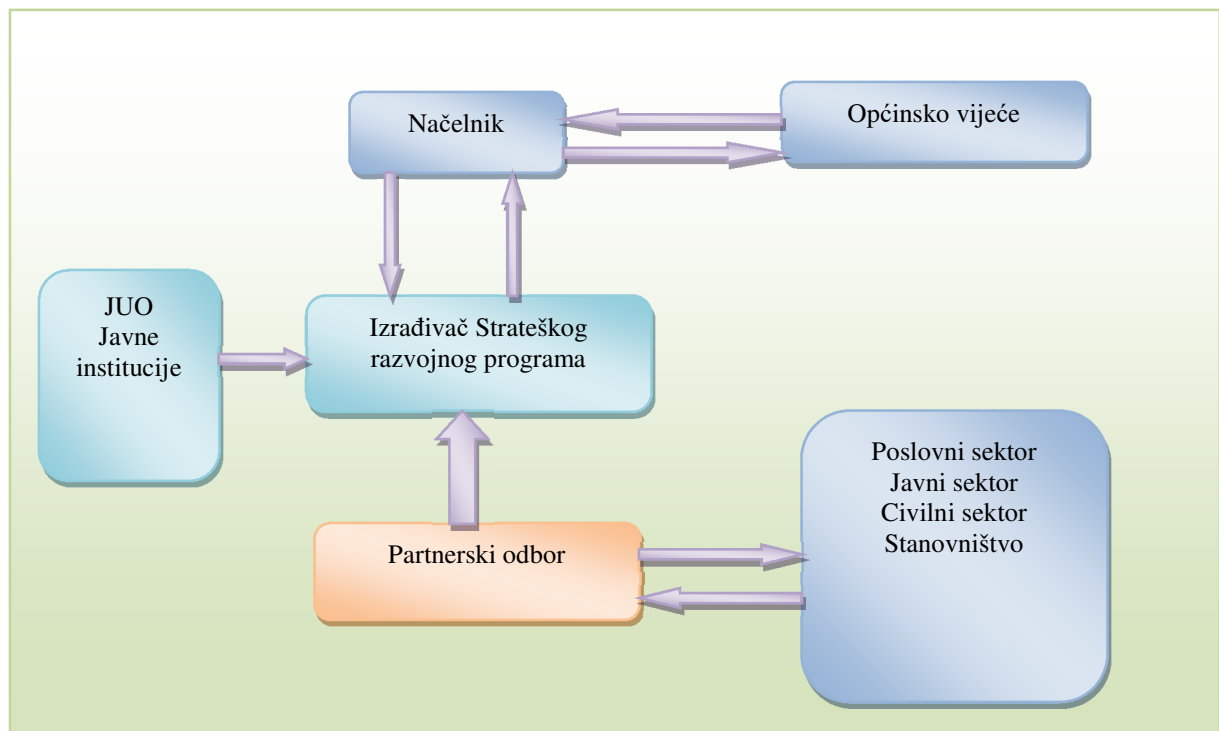 Načelnik
Općinsko vijeće
JUO
Javne
institucije
Izrađivač Strateškog
razvojnog programa
Poslovni sektor
Javni sektor
Civilni sektor
Stanovništvo
Partnerski odbor